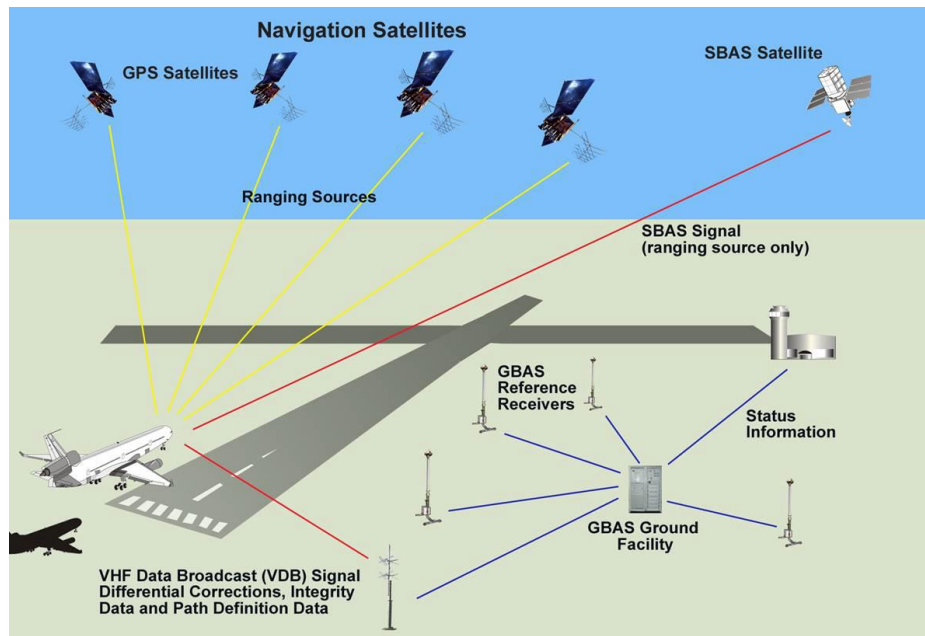 Navigation Satellites
GPS Satellites
SBAS Satellite
Ranging Sources
SBAS Signal
(ranging source only)
GBAS
Reference
Receivers
Status
Information
GBAS Ground
Facility
VHF Data Broadcast (VDB) Signal
Differential Corrections, Integrity
Data and Path Definition Data